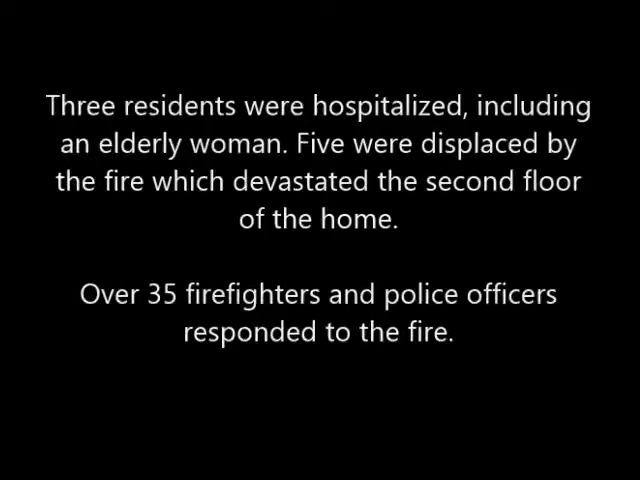 Three residents were hospitalized, including
an elderly woman. Five were displaced by
the fire which devastated the second floor
of the home.
Over 35 firefighters and police officers
responded to the fire.